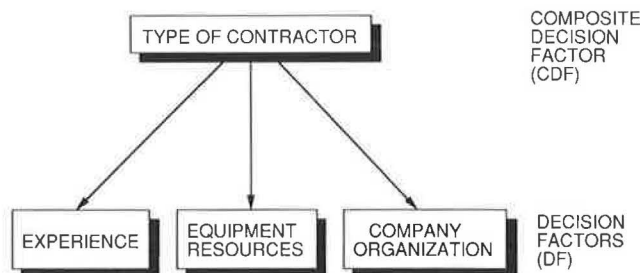 TYPE OF CONTRACTOR
COMPOSITE
DECISION
FACTOR
(CDF)
EXPERIENCE
EQUIPMENT
RESOURCES
COMPANY
ORGANIZATION
DECISION
FACTORS
(DF)